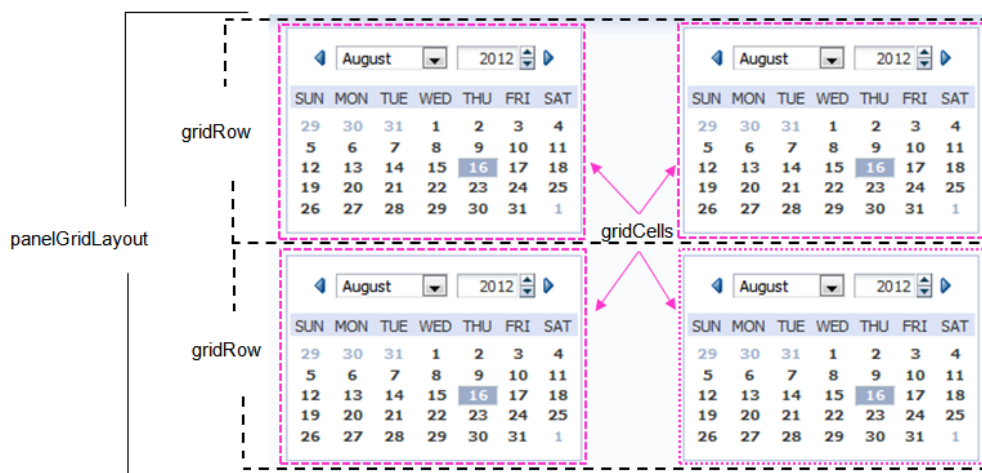 August 2012 August 2012
SUN MON TUE WED THU FRI SAT SUN MON TUE WED THU FRI SAT
29 30 31 1 2 3 4 29 30 31 1 2 3 4
gridRow
5 6 7 8 9 10 11 5 6 7 8 9 10 11
12 13 14 15 16 17 18 12 13 14 15 16 17 18
19 20 21 22 23 24 25 19 20 21 22 23 24 25
26 27 28 29 30 31 1 26 27 28 29 30 31 1
gridCells
panelGridLayout
August 2012 August 2012
SUN MON TUE WED THU FRI SAT SUN MON TUE WED THU FRI SAT
gridRow
29 30 31 1 2 3 4 29 30 31 1 2 3 4
5 6 7 8 9 10 11 5 6 7 8 9 10 11
12 13 14 15 16 17 18 12 13 14 15 16 17 18
19 20 21 22 23 24 25 19 20 21 22 23 24 25
26 27 28 29 30 31 1 26 27 28 29 30 31 1